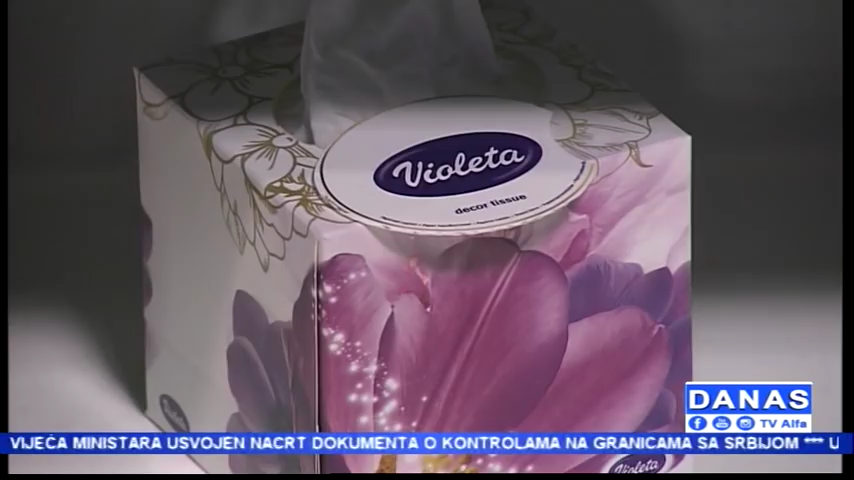 Violeta
decor tissue
DANAS
TV Alfa
VIJEĆA MINISTARA USVOJEN NACRT DOKUMENTA O KONTROLAMA NA GRANICAMA SA SRBIJOM *** U
Violeta